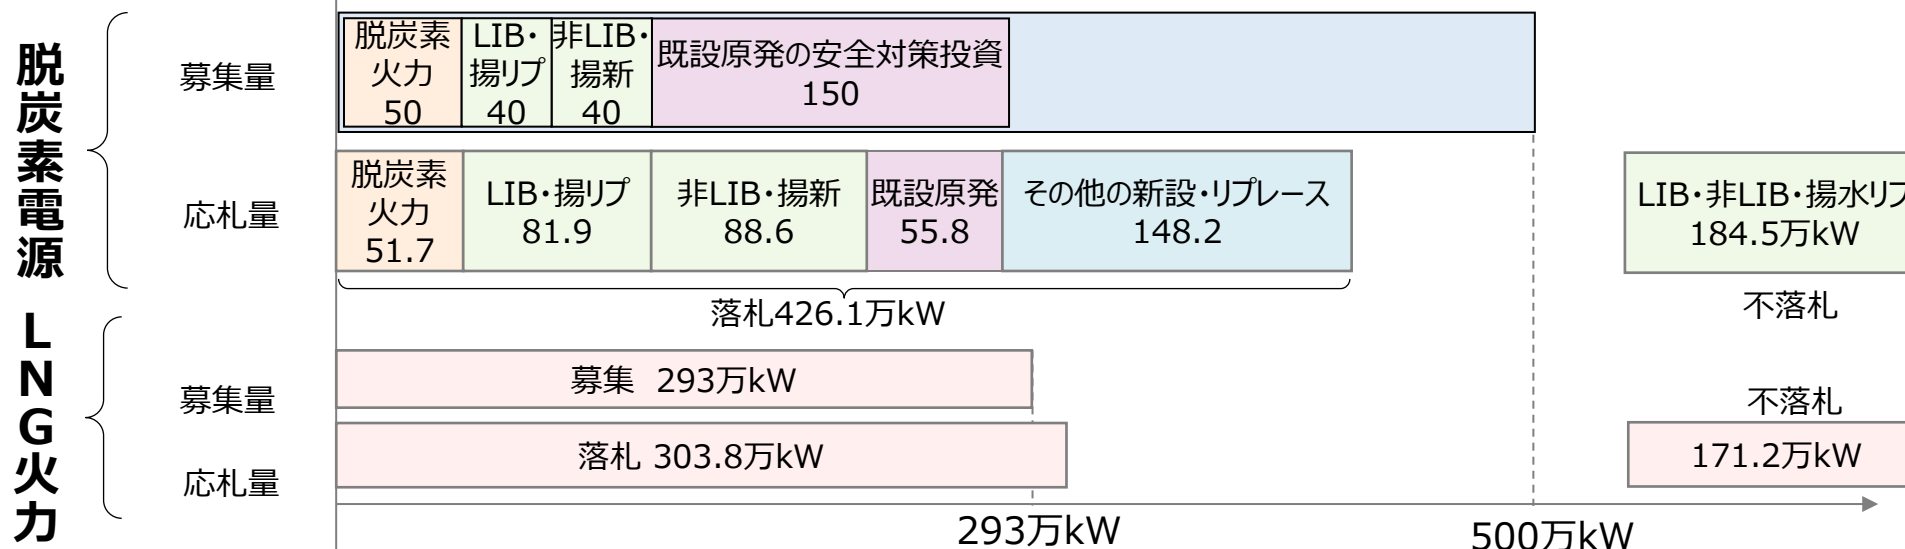 脱炭素電源
募集量
脱炭素
火力
50
LIB・
揚リプ
40
非LIB・
揚新
40
既設原発の安全対策投資
150
応札量
脱炭素
火力
51.7
LIB・揚リプ
81.9
非LIB・揚新
88.6
既設原発
55.8
その他の新設・リプレース
148.2
LIB・非LIB・揚水リプ
184.5万kW
落札426.1万kW
不落札
LNG火力
募集量
募集 293万kW
不落札
応札量
落札 303.8万kW
171.2万kW
293万kW
500万kW